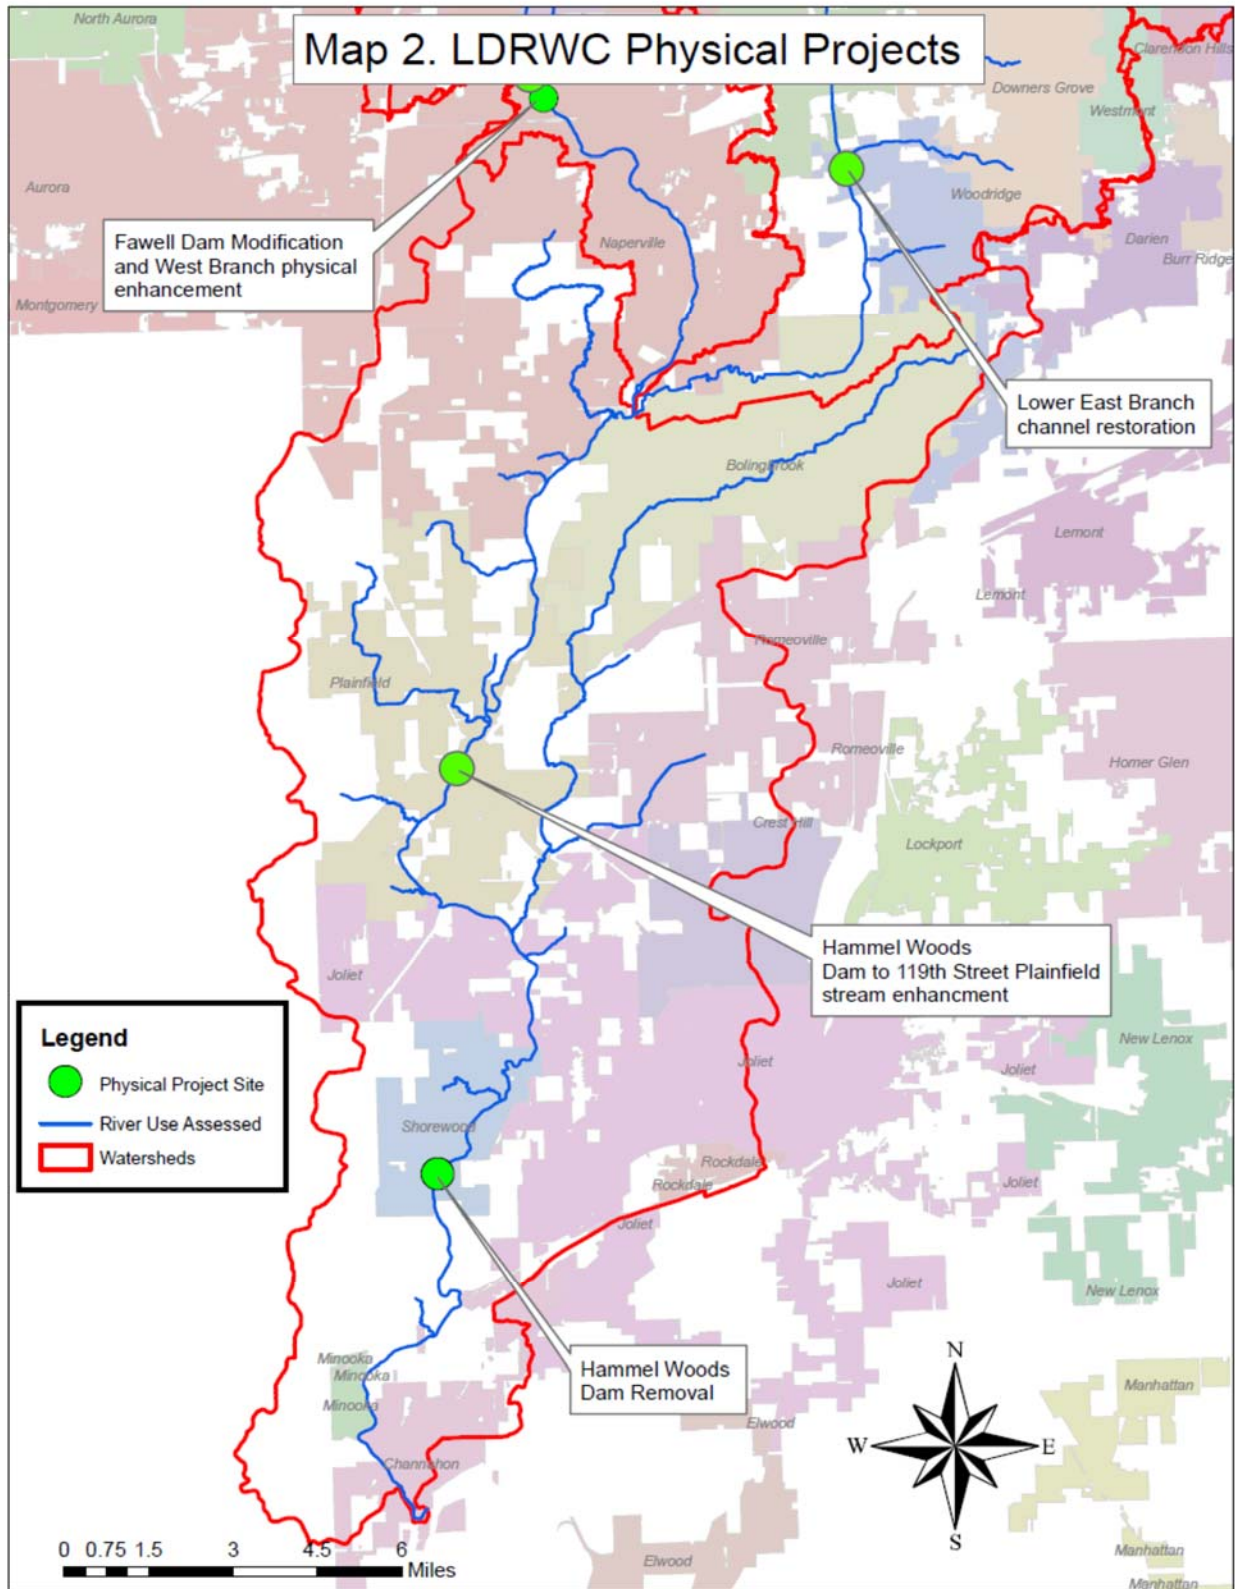 Map 2. LDRWC Physical Projects
North Aurora
Clarendon Hills
Downers Grove
Westmont
Aurora
Woodridge
Fawell Dam Modification
and West Branch physical
enhancement
Naperville
Darien
Burr Ridge
Montgomery
Lower East Branch
channel restoration
Bolingbrook
Lemont
Lemont
Romeoville
Plainfield
Romeoville
Homer Glen
Crest Hill
Lockport
Hammel Woods
Dam to 119th Street Plainfield
stream enhancment
Joliet
Legend
Physical Project Site
River Use Assessed
Watersheds
New Lenox
Joliet
Joliet
Shorewood
Rockdale
Rockdale
Joliet
Joliet
Joliet
New Lenox
Hammel Woods
Dam Removal
Minooka
Minooka
Minooka
Manhattan
Elwood
Channahon
N
W
E
S
0 0.75 1.5 3 4.5 6
Miles
Elwood
Manhattan
Manhattan